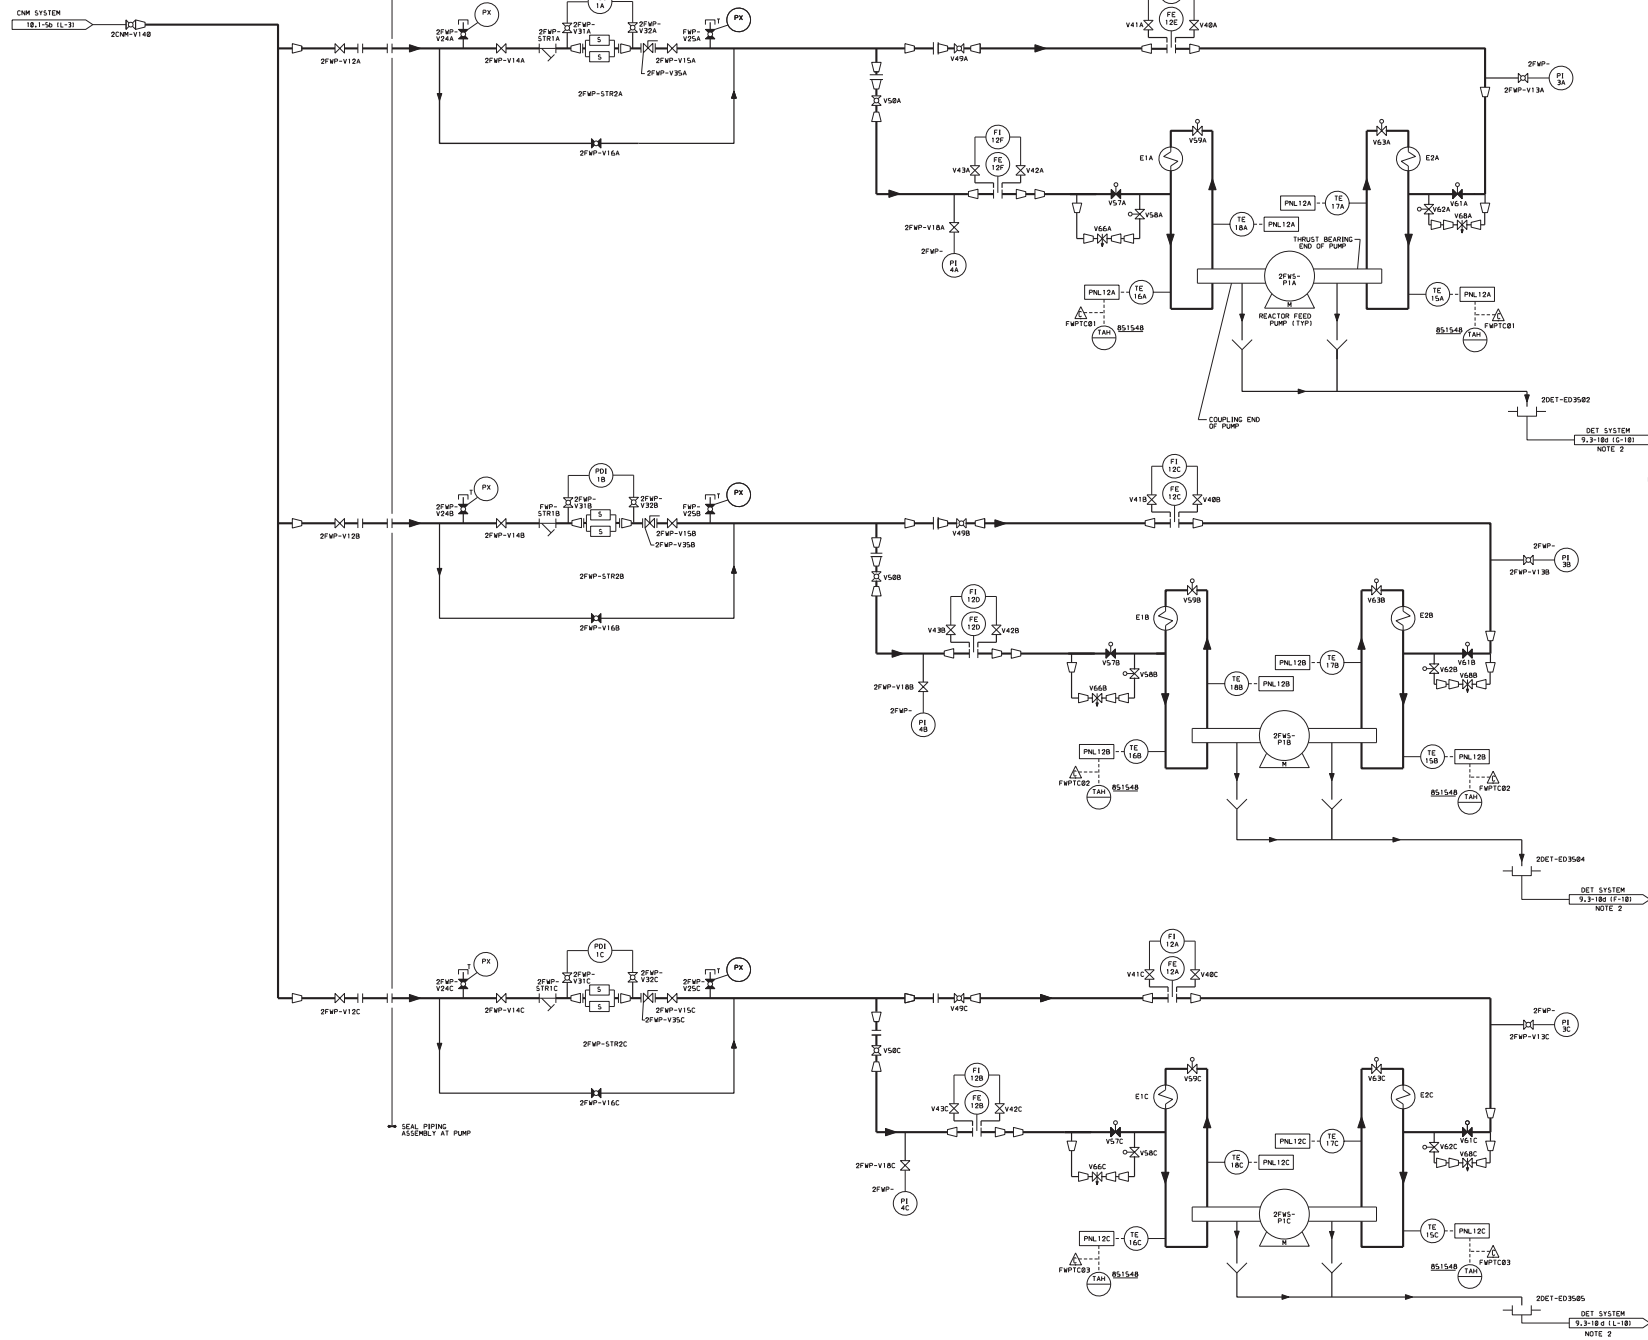 CNM SYSTEM
10.1-5b (L-3)
2CNM-V140
2FWP-V12A
2FWP-
V24A
PX
T
2FWP-V14A
2FWP-
STR1A
1A
2FWP-
V31A
2FWP-
V32A
S
S
2FWP-V35A
2FWP-V15A
FWP-
V25A
T
PX
2FWP-STR2A
2FWP-V16A
V49A
V50A
V41A
FE
12E
V40A
2FWP-
2FWP-V13A
PI
3A
FI
12F
FE
12F
V43A
V42A
2FWP-V18A
2FWP-
PI
4A
V57A
V58A
V66A
E1A
V59A
V63A
E2A
V62A
V61A
V68A
PNL12A
TE
17A
TE
18A
PNL12A
THRUST BEARING
END OF PUMP
2FWS-
P1A
M
REACTOR FEED
PUMP (TYP)
PNL12A
TE
16A
C
FWPTC01
TAH
851548
TE
15A
PNL12A
C
FWPTC01
851548
TAH
COUPLING END
OF PUMP
2DET-ED3502
DET SYSTEM
9.3-10d (G-10)
NOTE 2
2FWP-V12B
2FWP-
V24B
PX
T
2FWP-V14B
FWP-
STR1B
PDI
1B
2FWP-
V31B
2FWP-
V32B
S
S
2FWP-V35B
2FWP-V15B
FWP-
V25B
T
PX
2FWP-STR2B
2FWP-V16B
V49B
V50B
FI
12C
FE
12C
V41B
V40B
2FWP-
2FWP-V13B
PI
3B
FI
12D
FE
12D
V43B
V42B
2FWP-V18B
2FWP-
PI
4B
V57B
V58B
V66B
E1B
V59B
V63B
E2B
V62B
V61B
V68B
PNL12B
TE
17B
TE
18B
PNL12B
2FWS-
P1B
M
PNL12B
TE
16B
C
FWPTC02
TAH
851548
TE
15B
PNL12B
C
FWPTC02
851548
TAH
2DET-ED3504
DET SYSTEM
9.3-10d (F-10)
NOTE 2
2FWP-V12C
2FWP-
V24C
PX
T
2FWP-V14C
2FWP-
STR1C
PDI
1C
2FWP-
V31C
2FWP-
V32C
S
S
2FWP-V35C
2FWP-V15C
2FWP-
V25C
T
PX
2FWP-STR2C
2FWP-V16C
V49C
V50C
FI
12A
FE
12A
V41C
V40C
2FWP-
2FWP-V13C
PI
3C
FI
12B
FE
12B
V43C
V42C
2FWP-V18C
2FWP-
PI
4C
V57C
V58C
V66C
E1C
V59C
V63C
E2C
V62C
V61C
V68C
PNL12C
TE
17C
TE
18C
PNL12C
2FWS-
P1C
M
PNL12C
TE
16C
C
FWPTC03
TAH
851548
TE
15C
PNL12C
C
FWPTC03
851548
TAH
SEAL PIPING
ASSEMBLY AT PUMP
2DET-ED3505
DET SYSTEM
9.3-10d (L-10)
NOTE 2